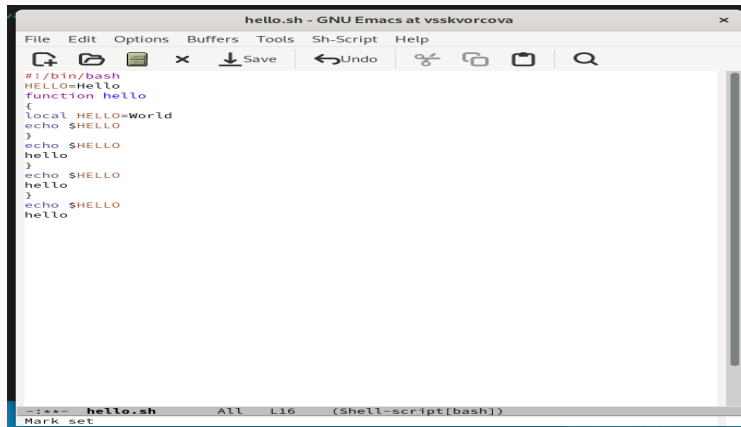 hello.sh - GNU Emacs at vsskvorcova
File Edit Options Buffers Tools Sh-Script Help
Save Undo
#!/bin/bash
HELLO=Hello
function hello
{
local HELLO=World
echo $HELLO
}
echo $HELLO
hello
}
echo $HELLO
hello
}
echo $HELLO
hello
-:**- hello.sh All L16 (Shell-script[bash])
Mark set